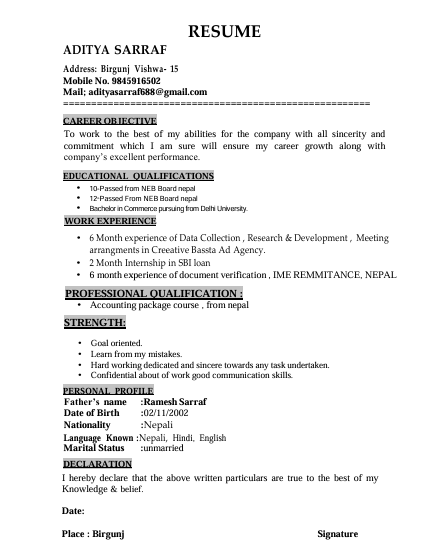 RESUME
ADITYA SARRAF
Address: Birgunj Vishwa- 15
Mobile No. 9845916502
Mail; adityasarraf688@gmail.com
=======================================================
CAREER OBJECTIVE
To work to the best of my abilities for the company with all sincerity and
commitment which I am sure will ensure my career growth along with
company's excellent performance.
EDUCATIONAL QUALIFICATIONS
• 10-Passed from NEB Board nepal
• 12-Passed From NEB Board nepal
• Bachelor in Commerce pursuing from Delhi University.
WORK EXPERIENCE
• 6 Month experience of Data Collection , Research & Development , Meeting
arrangments in Creeative Bassta Ad Agency.
• 2 Month Internship in SBI loan
• 6 month experience of document verification , IME REMMITANCE, NEPAL
PROFESSIONAL QUALIFICATION :
• Accounting package course , from nepal
STRENGTH:
• Goal oriented.
• Learn from my mistakes.
• Hard working dedicated and sincere towards any task undertaken.
• Confidential about of work good communication skills.
PERSONAL PROFILE
Father's name :Ramesh Sarraf
Date of Birth :02/11/2002
Nationality :Nepali
Language Known :Nepali, Hindi, English
Marital Status :unmarried
DECLARATION
I hereby declare that the above written particulars are true to the best of my
Knowledge & belief.
Date:
Place : Birgunj Signature